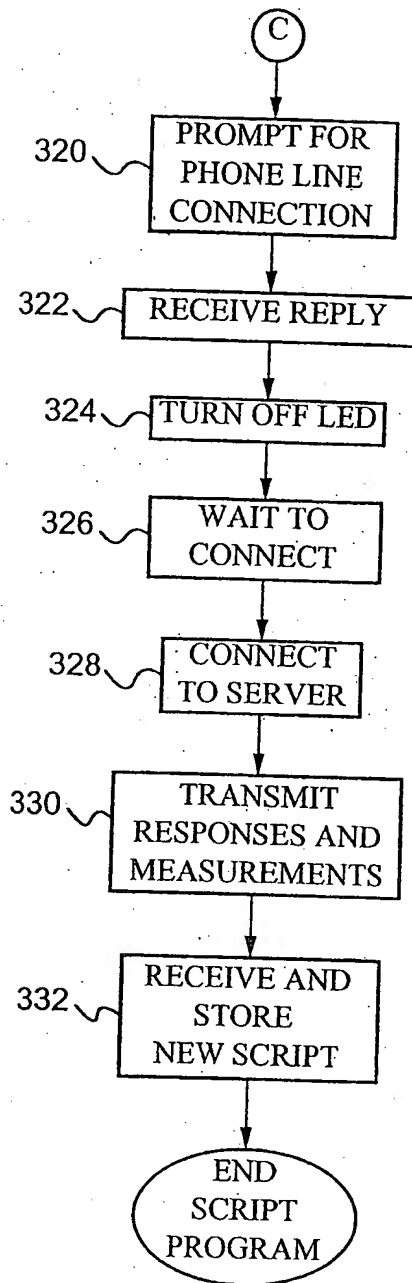 C
320
PROMPT FOR
PHONE LINE
CONNECTION
322
RECEIVE REPLY
324
TURN OFF LED
326
WAIT TO
CONNECT
328
CONNECT
TO SERVER
330
TRANSMIT
RESPONSES AND
MEASUREMENTS
332
RECEIVE AND
STORE
NEW SCRIPT
END
SCRIPT
PROGRAM